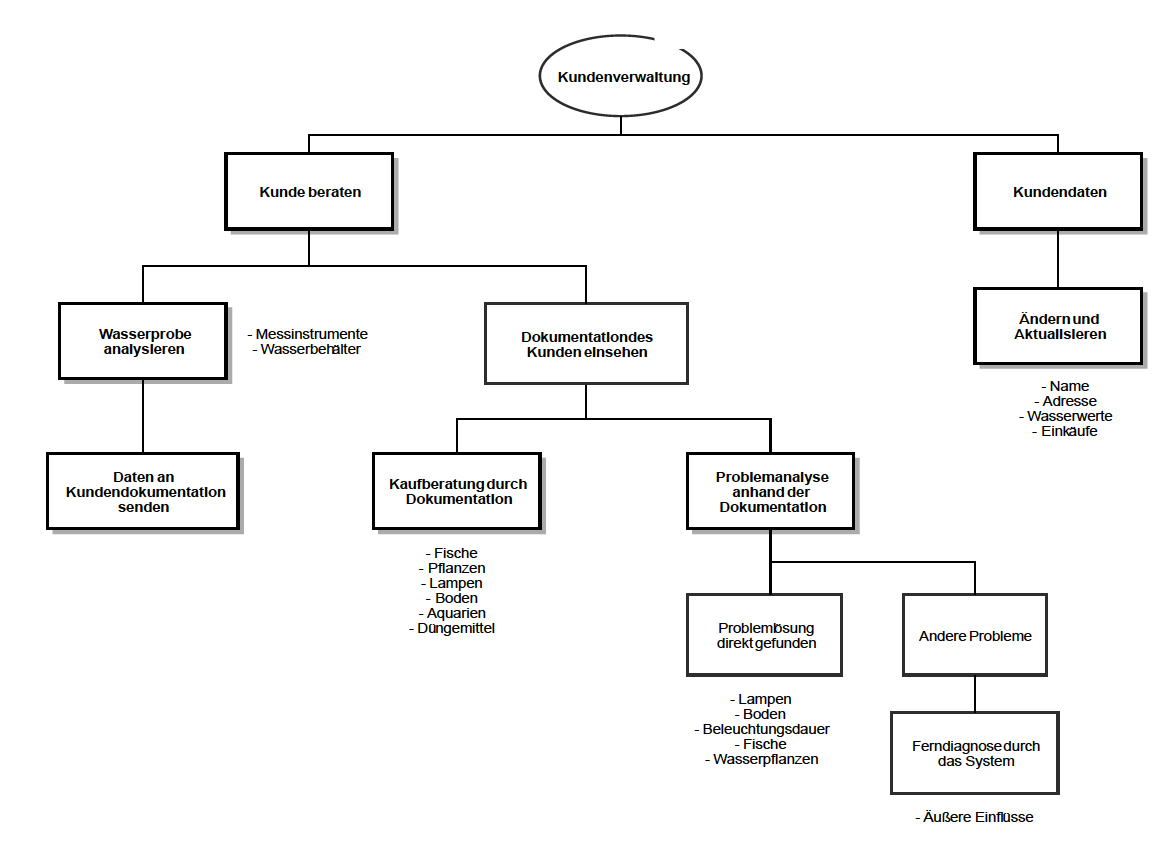 Kundenverwaltung
Kunde beraten
Kundendaten
Wasserprobe
analysieren
- Messinstrumente
- Wasserbehälter
Dokumentation des
Kunden einsehen
Ändern und
Aktualisieren
- Name
- Adresse
- Wasserwerte
- Einkäufe
Daten an
Kundendokumentation
senden
Kaufberatung durch
Dokumentation
Problemanalyse
anhand der
Dokumentation
- Fische
- Pflanzen
- Lampen
- Boden
- Aquarien
- Düngemittel
Problemlösung
direkt gefunden
Andere Probleme
- Lampen
- Boden
- Beleuchtungsdauer
- Fische
- Wasserpflanzen
Ferndiagnose durch
das System
- Äußere Einflüsse